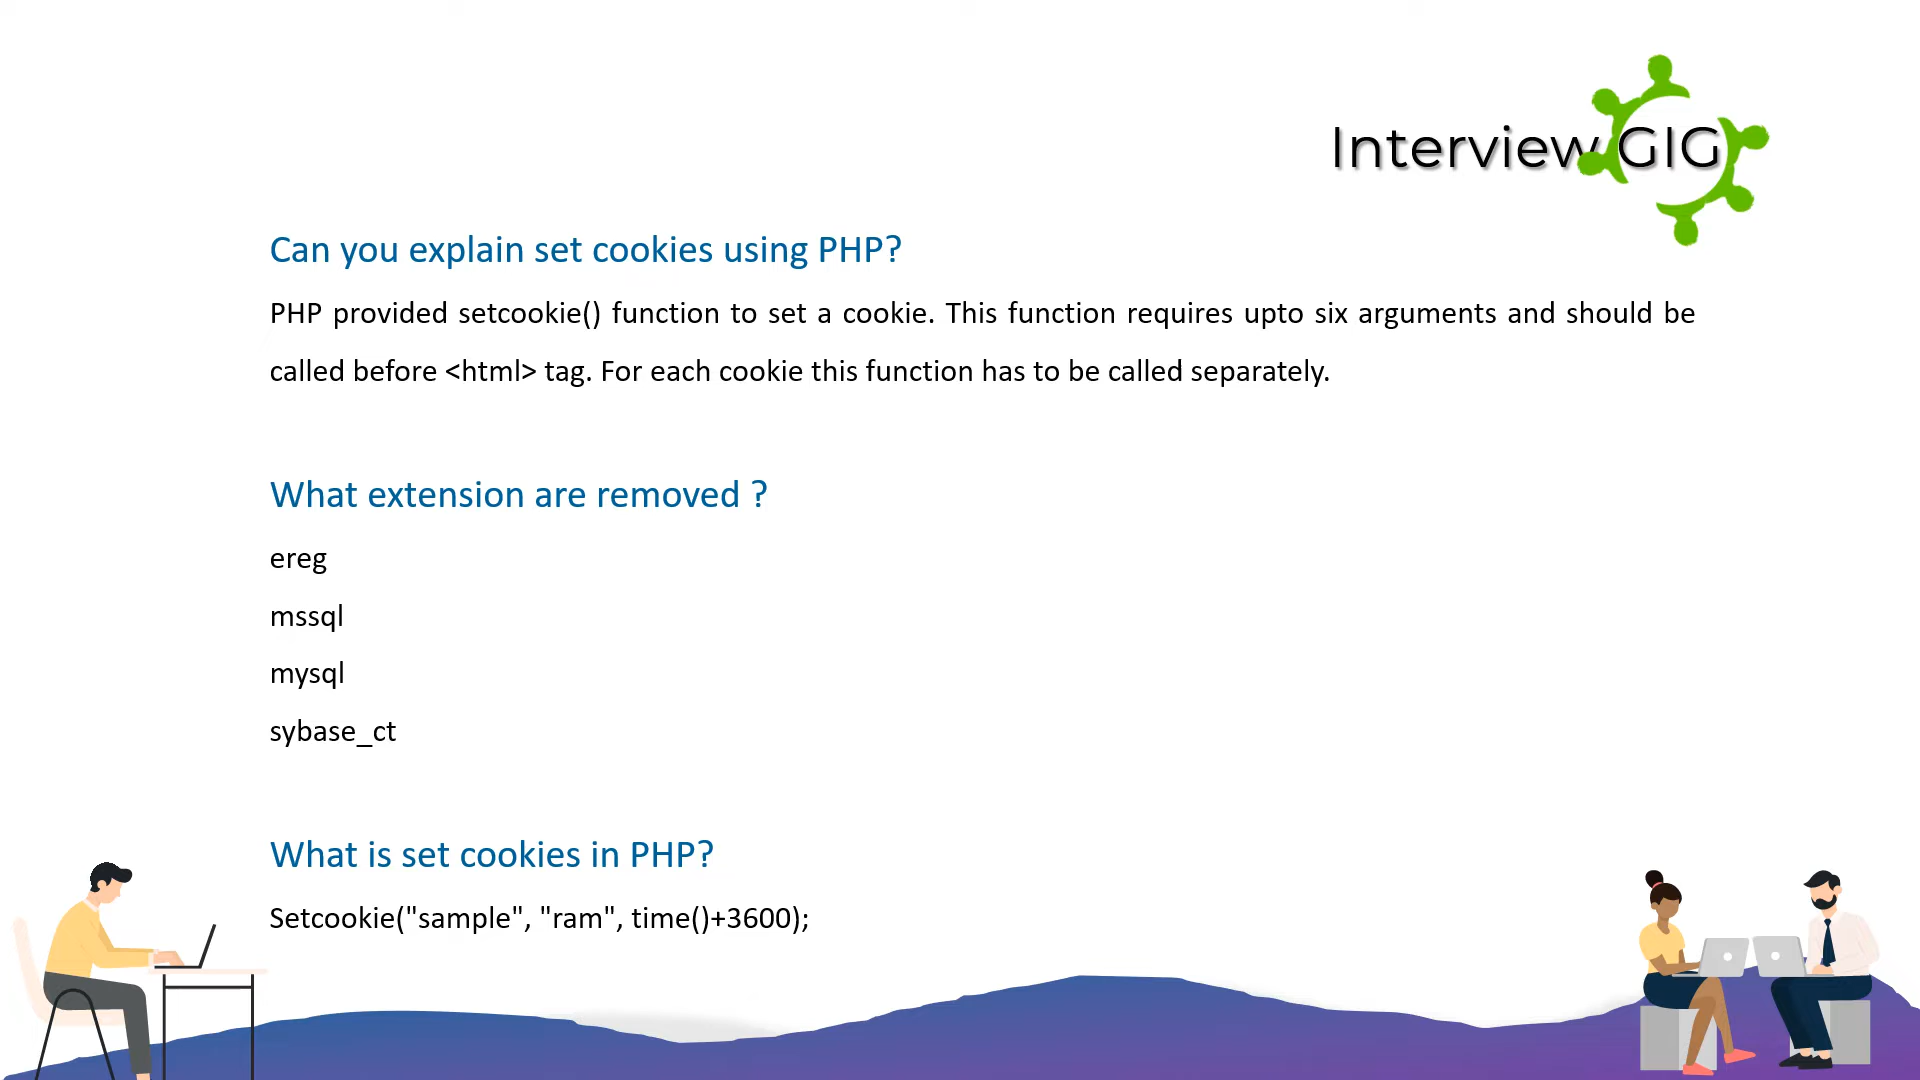 Interview GIG
Can you explain set cookies using PHP?
PHP provided setcookie() function to set a cookie. This function requires upto six arguments and should be
called before <html> tag. For each cookie this function has to be called separately.
What extension are removed ?
ereg
mssql
mysql
sybase_ct
What is set cookies in PHP?
Setcookie("sample", "ram", time()+3600);